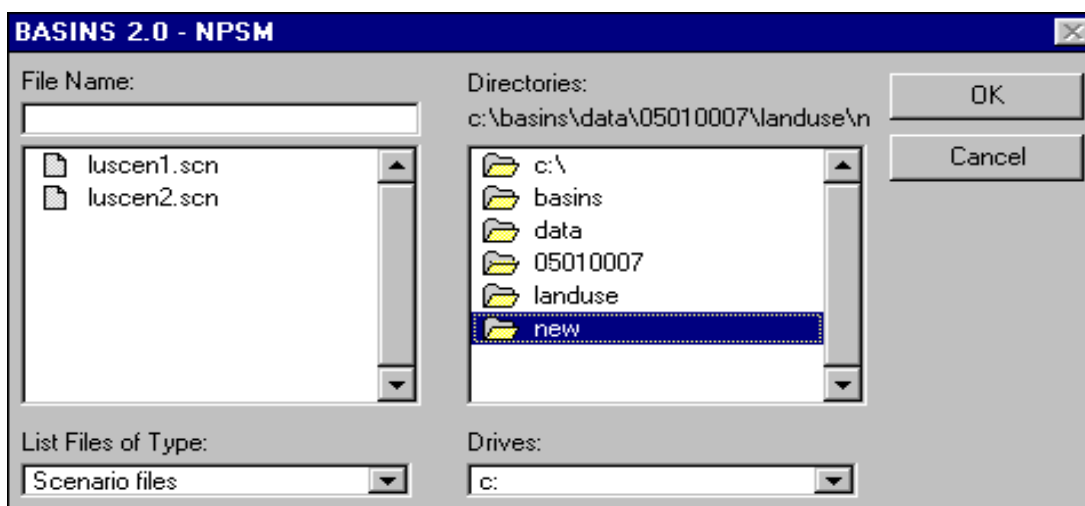 BASINS 2.0 - NPSM
File Name:
luscen1.scn
luscen2.scn
List Files of Type:
Scenario files
Directories:
c:\basins\data\05010007\landuse\n
c:\
basins
data
05010007
landuse
new
Drives:
c:
OK
Cancel